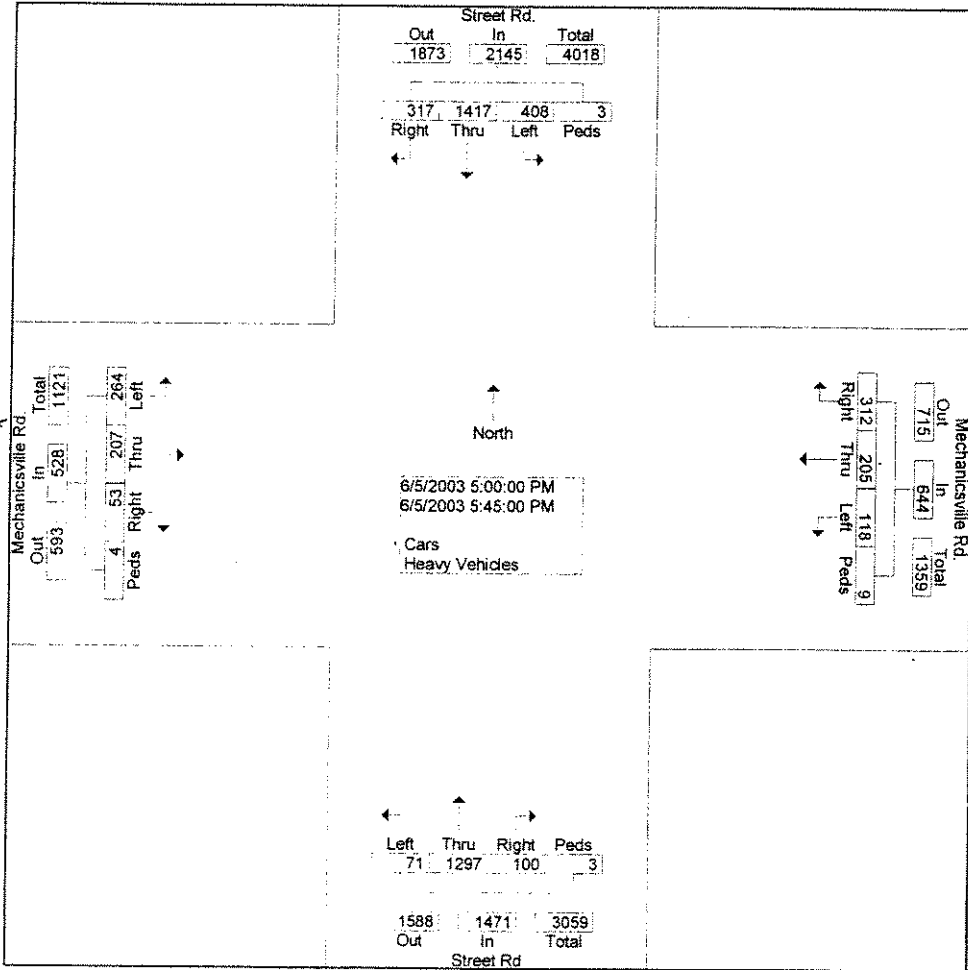 Street Rd.
Out In Total
1873 2145 4018
317 1417 408 3
Right Thru Left Peds
Mechanicsville Rd.
Total In Out
1121 528 593
264 207 53 4
Left Thru Right Peds
North
6/5/2003 5:00:00 PM
6/5/2003 5:45:00 PM
Cars
Heavy Vehicles
Right Thru Left Peds
312 205 118 9
Out In Total
715 644 1359
Mechanicsville Rd.
Left Thru Right Peds
71 1297 100 3
1588 1471 3059
Out In Total
Street Rd